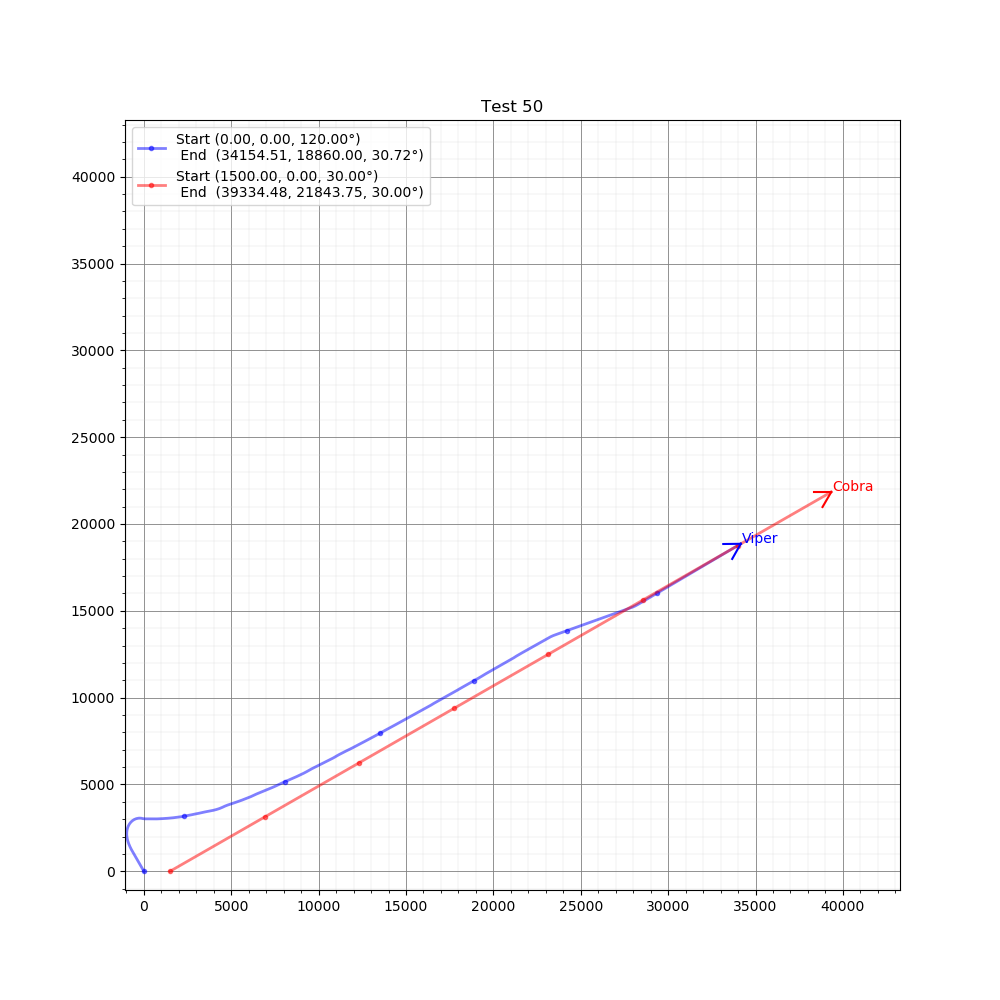 Test 50
Start (0.00, 0.00, 120.00°)
End  (34154.51, 18860.00, 30.72°)
Start (1500.00, 0.00, 30.00°)
End  (39334.48, 21843.75, 30.00°)
40000
35000
30000
25000
20000
15000
10000
5000
0
Cobra
Viper
0 5000 10000 15000 20000 25000 30000 35000 40000